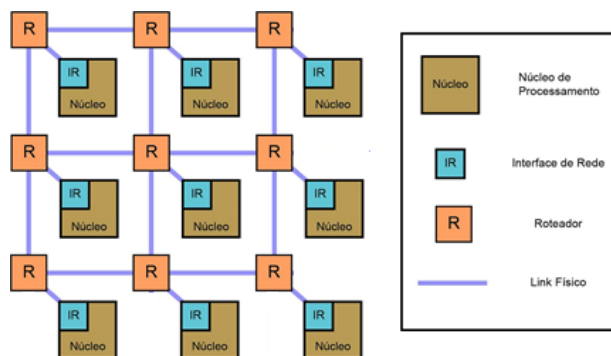 R R R
IR IR IR
Núcleo Núcleo Núcleo
R R R
IR IR IR
Núcleo Núcleo Núcleo
R R R
IR IR IR
Núcleo Núcleo Núcleo
Núcleo
Núcleo de
Processamento
IR
Interface de Rede
R
Roteador
Link Físico